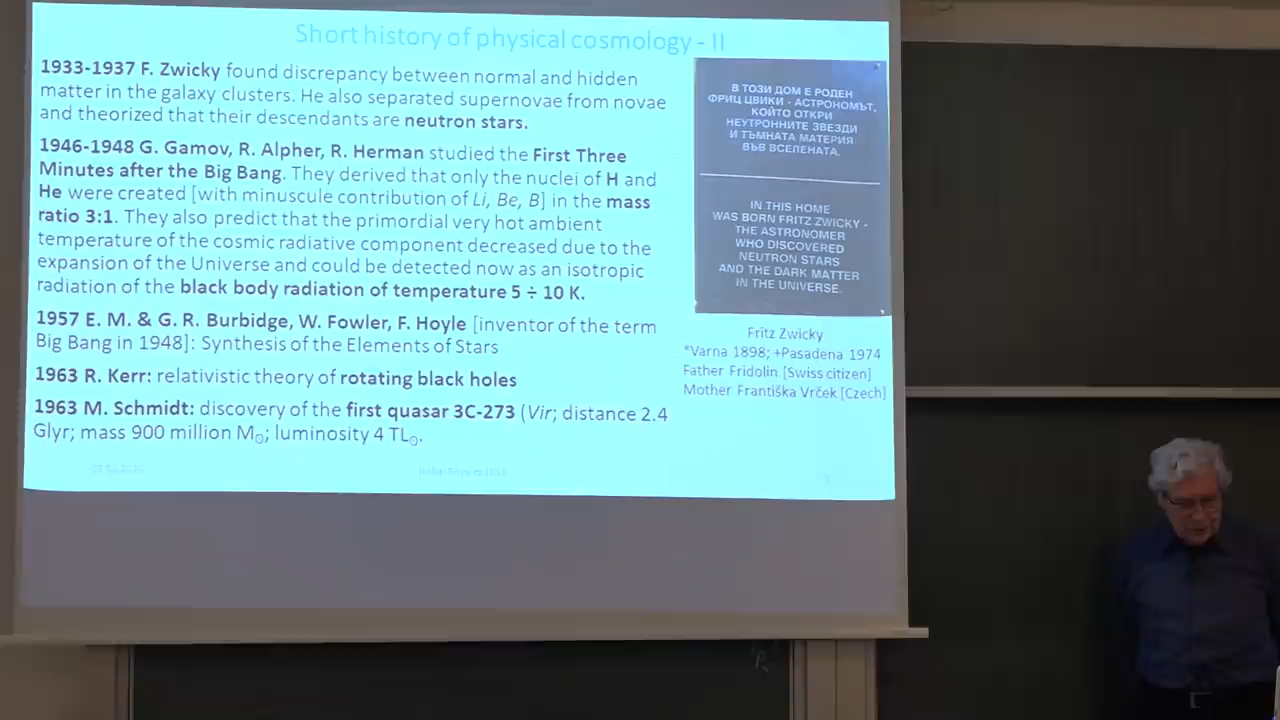 Short history of physical cosmology - II
1933-1937 F. Zwicky found discrepancy between normal and hidden
matter in the galaxy clusters. He also separated supernovae from novae
and theorized that their descendants are neutron stars.
1946-1948 G. Gamov, R. Alpher, R. Herman studied the First Three
Minutes after the Big Bang. They derived that only the nuclei of H and
He were created [with minuscule contribution of Li, Be, B] in the mass
ratio 3:1. They also predict that the primordial very hot ambient
temperature of the cosmic radiative component decreased due to the
expansion of the Universe and could be detected now as an isotropic
radiation of the black body radiation of temperature 5 ÷ 10 K.
1957 E. M. & G. R. Burbidge, W. Fowler, F. Hoyle [inventor of the term
Big Bang in 1948]: Synthesis of the Elements of Stars
1963 R. Kerr: relativistic theory of rotating black holes
1963 M. Schmidt: discovery of the first quasar 3C-273 (Vir; distance 2.4
Glyr; mass 900 million M☉; luminosity 4 TL☉.
В ТОЗИ ДОМ Е РОДЕН
ФРИЦ ЦВИКИ - АСТРОНОМЪТ,
КОЙТО ОТКРИ
НЕУТРОННИТЕ ЗВЕЗДИ
И ТЪМНАТА МАТЕРИЯ
ВЪВ ВСЕЛЕНАТА.
IN THIS HOME
WAS BORN FRITZ ZWICKY -
THE ASTRONOMER
WHO DISCOVERED
NEUTRON STARS
AND THE DARK MATTER
IN THE UNIVERSE.
Fritz Zwicky
*Varna 1898; +Pasadena 1974
Father Fridolin [Swiss citizen]
Mother Františka Vrček [Czech]